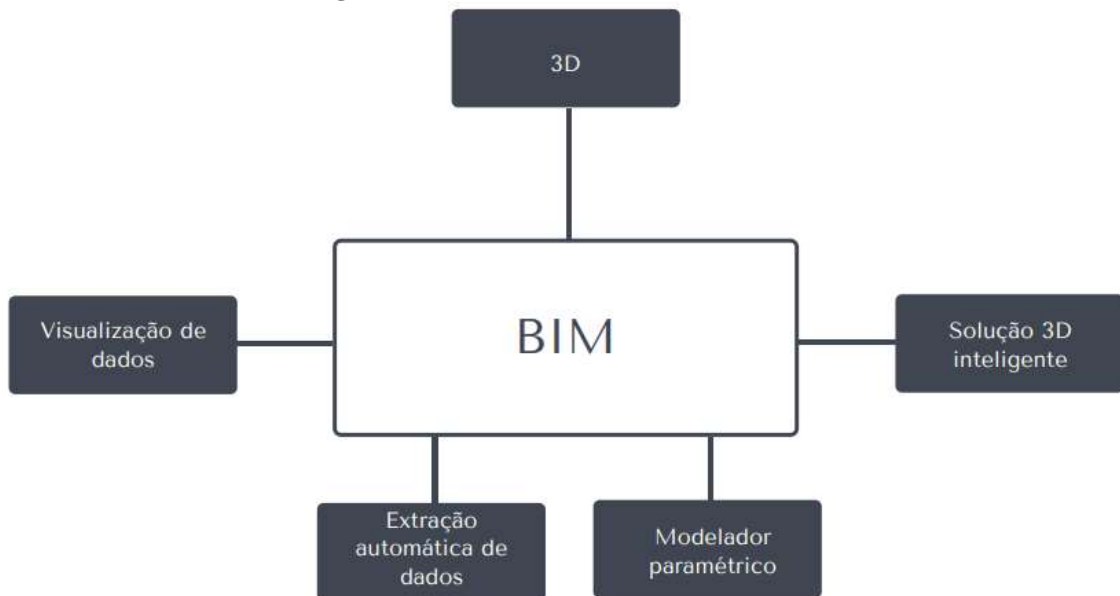 3D
BIM
Visualização de
dados
Solução 3D
inteligente
Extração
automática de
dados
Modelador
paramétrico